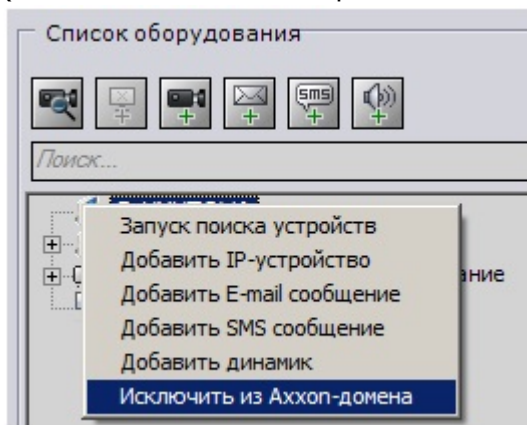 Список оборудования
sms
Поиск...
Запуск поиска устройств
Добавить IP-устройство
Добавить E-mail сообщение
Добавить SMS сообщение
Добавить динамик
Исключить из Axxon-домена